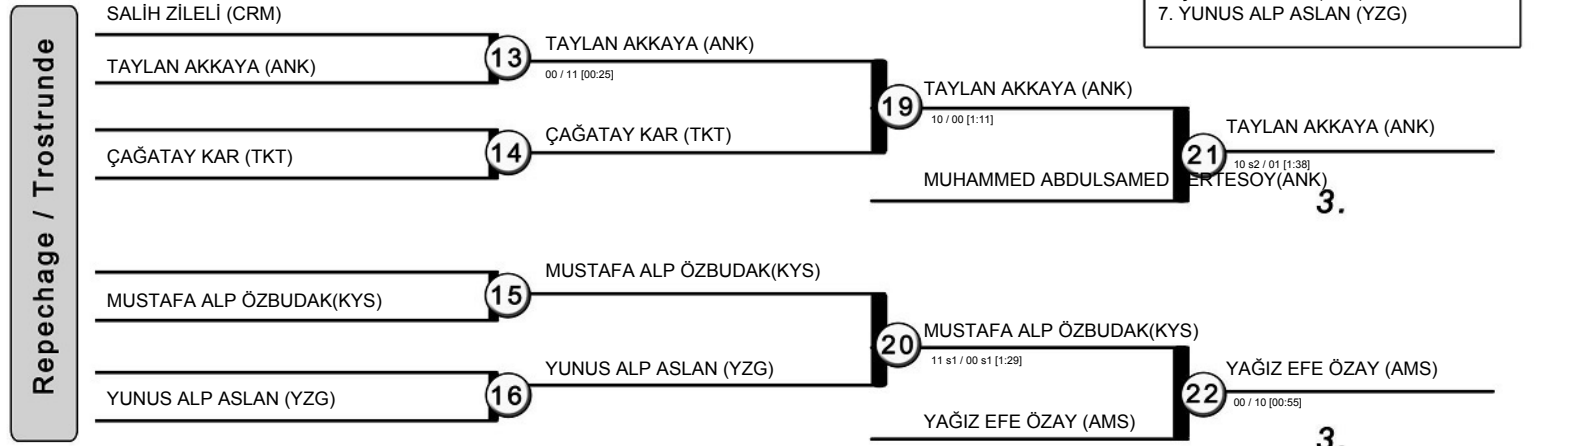 Repechage / Trostrunde
7. YUNUS ALP ASLAN (YZG)
SALİH ZİLELİ (CRM)
TAYLAN AKKAYA (ANK)
13
TAYLAN AKKAYA (ANK)
00 / 11 [00:25]
ÇAĞATAY KAR (TKT)
14
ÇAĞATAY KAR (TKT)
19
TAYLAN AKKAYA (ANK)
10 / 00 [1:11]
MUHAMMED ABDULSAMED ERTESOY(ANK)
21
TAYLAN AKKAYA (ANK)
10 s2 / 01 [1:38]
3.
MUSTAFA ALP ÖZBUDAK(KYS)
15
MUSTAFA ALP ÖZBUDAK(KYS)
YUNUS ALP ASLAN (YZG)
16
YUNUS ALP ASLAN (YZG)
20
MUSTAFA ALP ÖZBUDAK(KYS)
11 s1 / 00 s1 [1:29]
YAĞIZ EFE ÖZAY (AMS)
22
YAĞIZ EFE ÖZAY (AMS)
00 / 10 [00:55]
3.